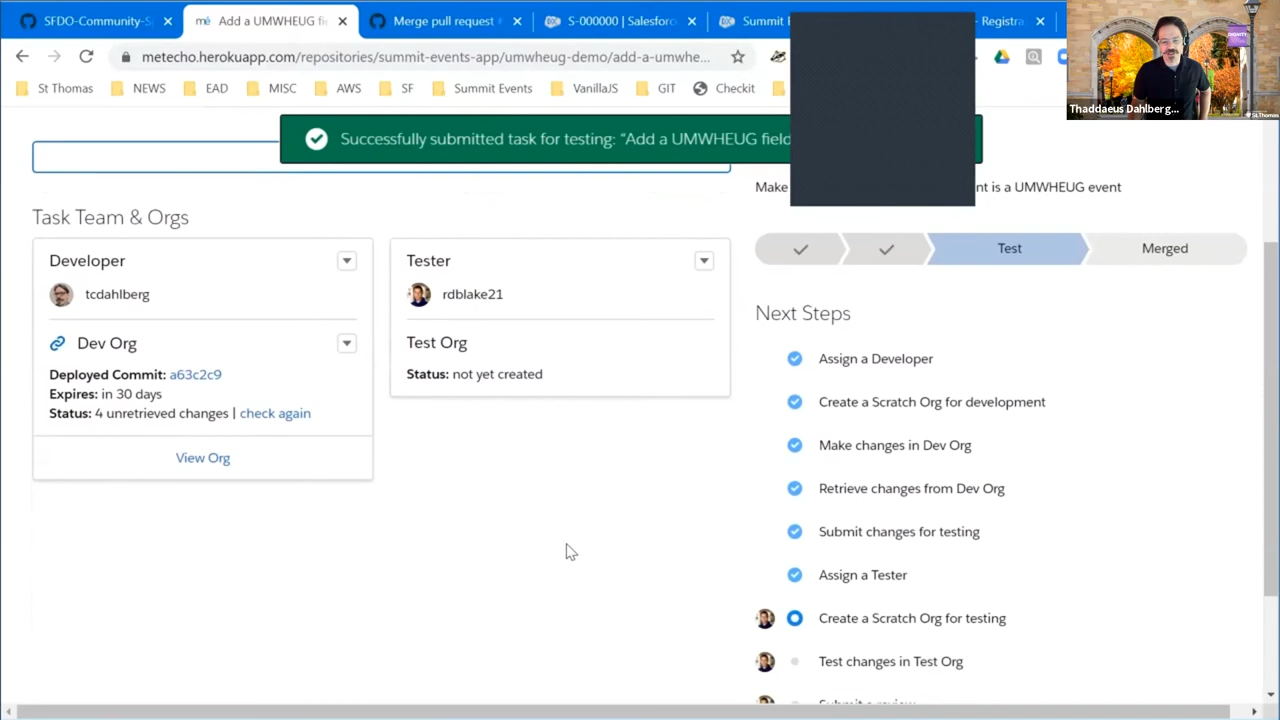 SFDO-Community-S
mé Add a UMWHEUG fi
Merge pull request
S-000000 | Salesforc
Summit E
- Registra
metecho.herokuapp.com/repositories/summit-events-app/umwheug-demo/add-a-umwhe...
St Thomas
NEWS
EAD
MISC
AWS
SF
Summit Events
VanillaJS
GIT
Checkit
Thaddaeus Dahlberg...
St.Thomas
Successfully submitted task for testing: “Add a UMWHEUG field
Make
nt is a UMWHEUG event
Task Team & Orgs
Developer
tcdahlberg
Dev Org
Deployed Commit: a63c2c9
Expires: in 30 days
Status: 4 unretrieved changes | check again
View Org
Tester
rdblake21
Test Org
Status: not yet created
Test
Merged
Next Steps
Assign a Developer
Create a Scratch Org for development
Make changes in Dev Org
Retrieve changes from Dev Org
Submit changes for testing
Assign a Tester
Create a Scratch Org for testing
Test changes in Test Org
Submit a review